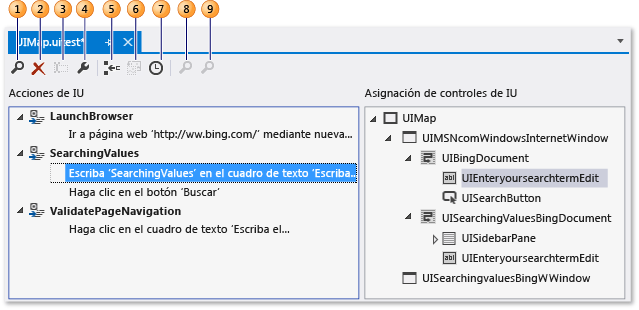 1 2 3 4 5 6 7 8 9
UIMap.uitest*
Acciones de IU
LaunchBrowser
Ir a página web 'http://ww.bing.com/' mediante nueva...
SearchingValues
Escriba 'SearchingValues' en el cuadro de texto 'Escriba...
Haga clic en el botón 'Buscar'
ValidatePageNavigation
Haga clic en el cuadro de texto 'Escriba el...
Asignación de controles de IU
UIMap
UIMSNcomWindowsInternetWindow
UIBingDocument
abl UIEnteryoursearchtermEdit
UISearchButton
UISearchingValuesBingDocument
UISidebarPane
abl UIEnteryoursearchtermEdit
UISearchingvaluesBingWWindow